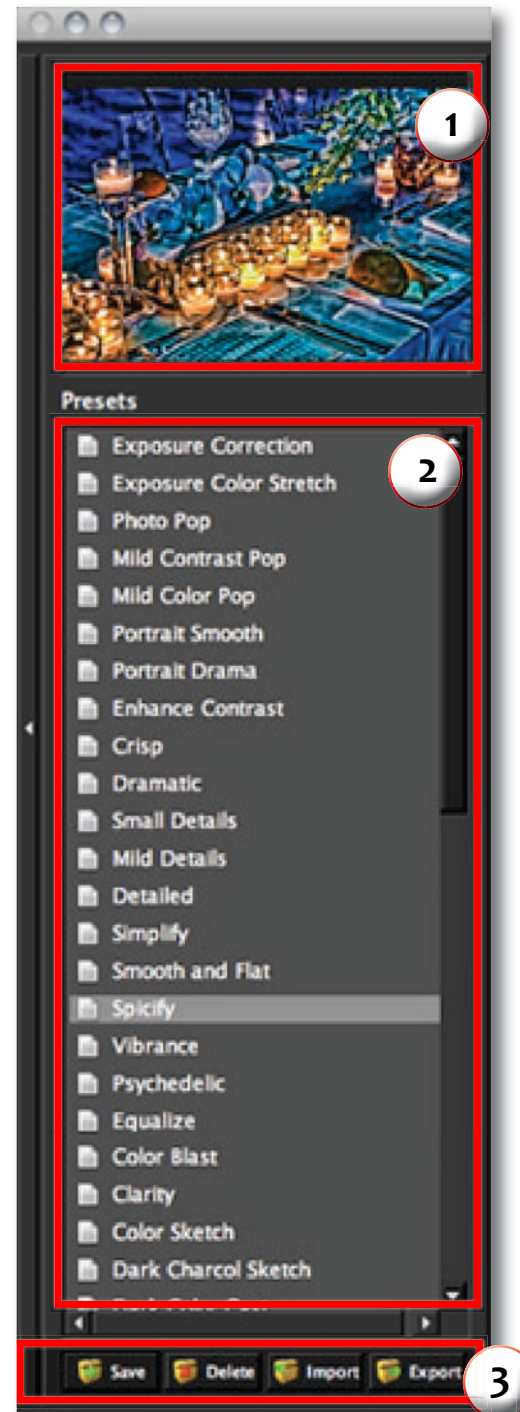 1
Presets
2
Exposure Correction
Exposure Color Stretch
Photo Pop
Mild Contrast Pop
Mild Color Pop
Portrait Smooth
Portrait Drama
Enhance Contrast
Crisp
Dramatic
Small Details
Mild Details
Detailed
Simplify
Smooth and Flat
Spicify
Vibrance
Psychedelic
Equalize
Color Blast
Clarity
Color Sketch
Dark Charcol Sketch
Save Delete Import Export
3